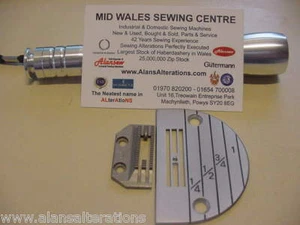 MID WALES SEWING CENTRE
Industrial & Domestic Sewing Machines
New & Used, Bought & Sold, Parts & Service
42 Years Sewing Experience
Sewing Alterations Perfectly Executed
Largest Stock of Haberdashery in Wales
25,000,000 Zip Stock
Gütermann
The Nearest name in
ALterAtioNS
01970 820200 - 01654 700008
www.AlansAlterations.com
Unit 16, Treowain Entreprise Park
Machynlleth, Powys SY20 8EG
1/4
1/2
3/4
1
www.alansalterations.com